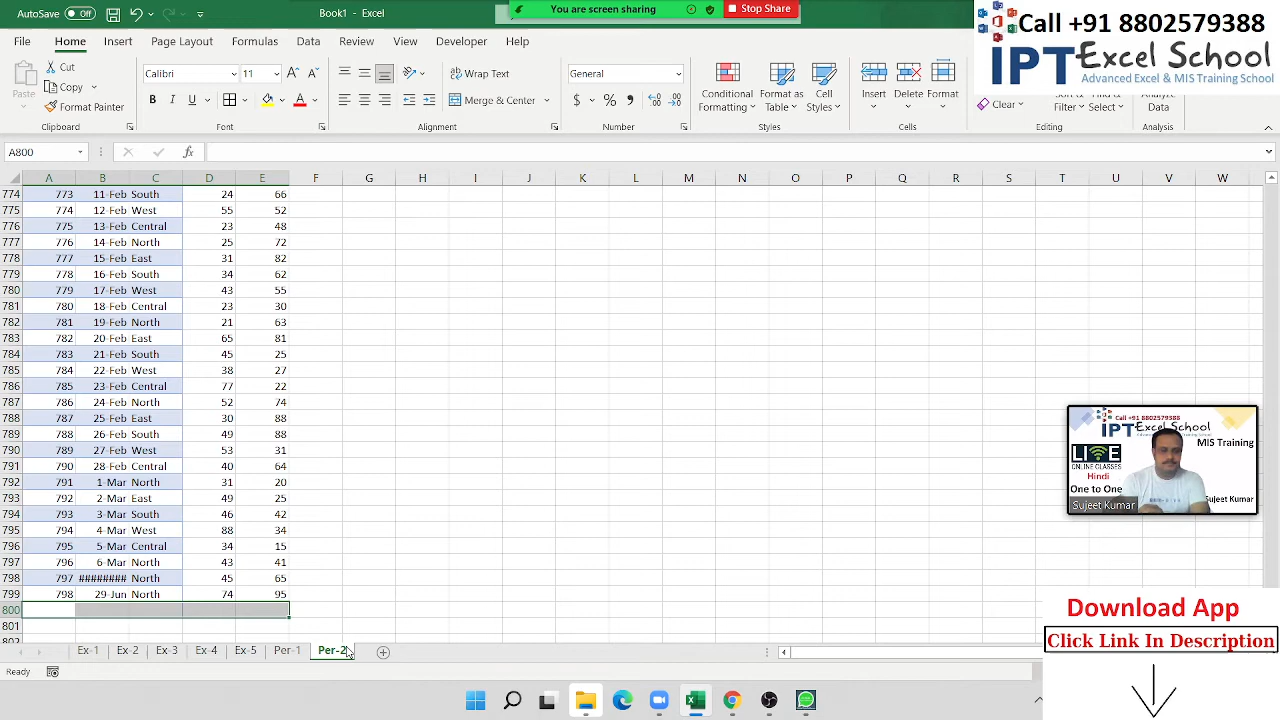 AutoSave Off Book1 - Excel You are screen sharing Stop Share
Call +91 8802579388
IPT Excel School
Advanced Excel & MIS Training School
File Home Insert Page Layout Formulas Data Review View Developer Help
Paste Cut Copy Format Painter
Calibri 11
B I U
Wrap Text
Merge & Center
General
$ % 9
Conditional Formatting Format as Table Cell Styles
Insert Delete Format
Clear Sort & Filter Find & Select Analyze Data
Clipboard Font Alignment Number Styles Cells Editing Analysis
A800 fx
A B C D E F G H I J K L M N O P Q R S T U V W
774 773 11-Feb South 24 66
775 774 12-Feb West 55 52
776 775 13-Feb Central 23 48
777 776 14-Feb North 25 72
778 777 15-Feb East 31 82
779 778 16-Feb South 34 62
780 779 17-Feb West 43 55
781 780 18-Feb Central 23 30
782 781 19-Feb North 21 63
783 782 20-Feb East 65 81
784 783 21-Feb South 45 25
785 784 22-Feb West 38 27
786 785 23-Feb Central 77 22
787 786 24-Feb North 52 74
788 787 25-Feb East 30 88
789 788 26-Feb South 49 88
790 789 27-Feb West 53 31
791 790 28-Feb Central 40 64
792 791 1-Mar North 31 20
793 792 2-Mar East 49 25
794 793 3-Mar South 46 42
795 794 4-Mar West 88 34
796 795 5-Mar Central 34 15
797 796 6-Mar North 43 41
798 797 ######## North 45 65
799 798 29-Jun North 74 95
800
801
802
Call +91 8802579388
IPT Excel School
MIS Training
LIVE
ONLINE CLASSES
Hindi
One to One
Sujeet Kumar
Sujeet Kumar
Download App
Click Link In Description
Ex-1 Ex-2 Ex-3 Ex-4 Ex-5 Per-1 Per-2
Ready